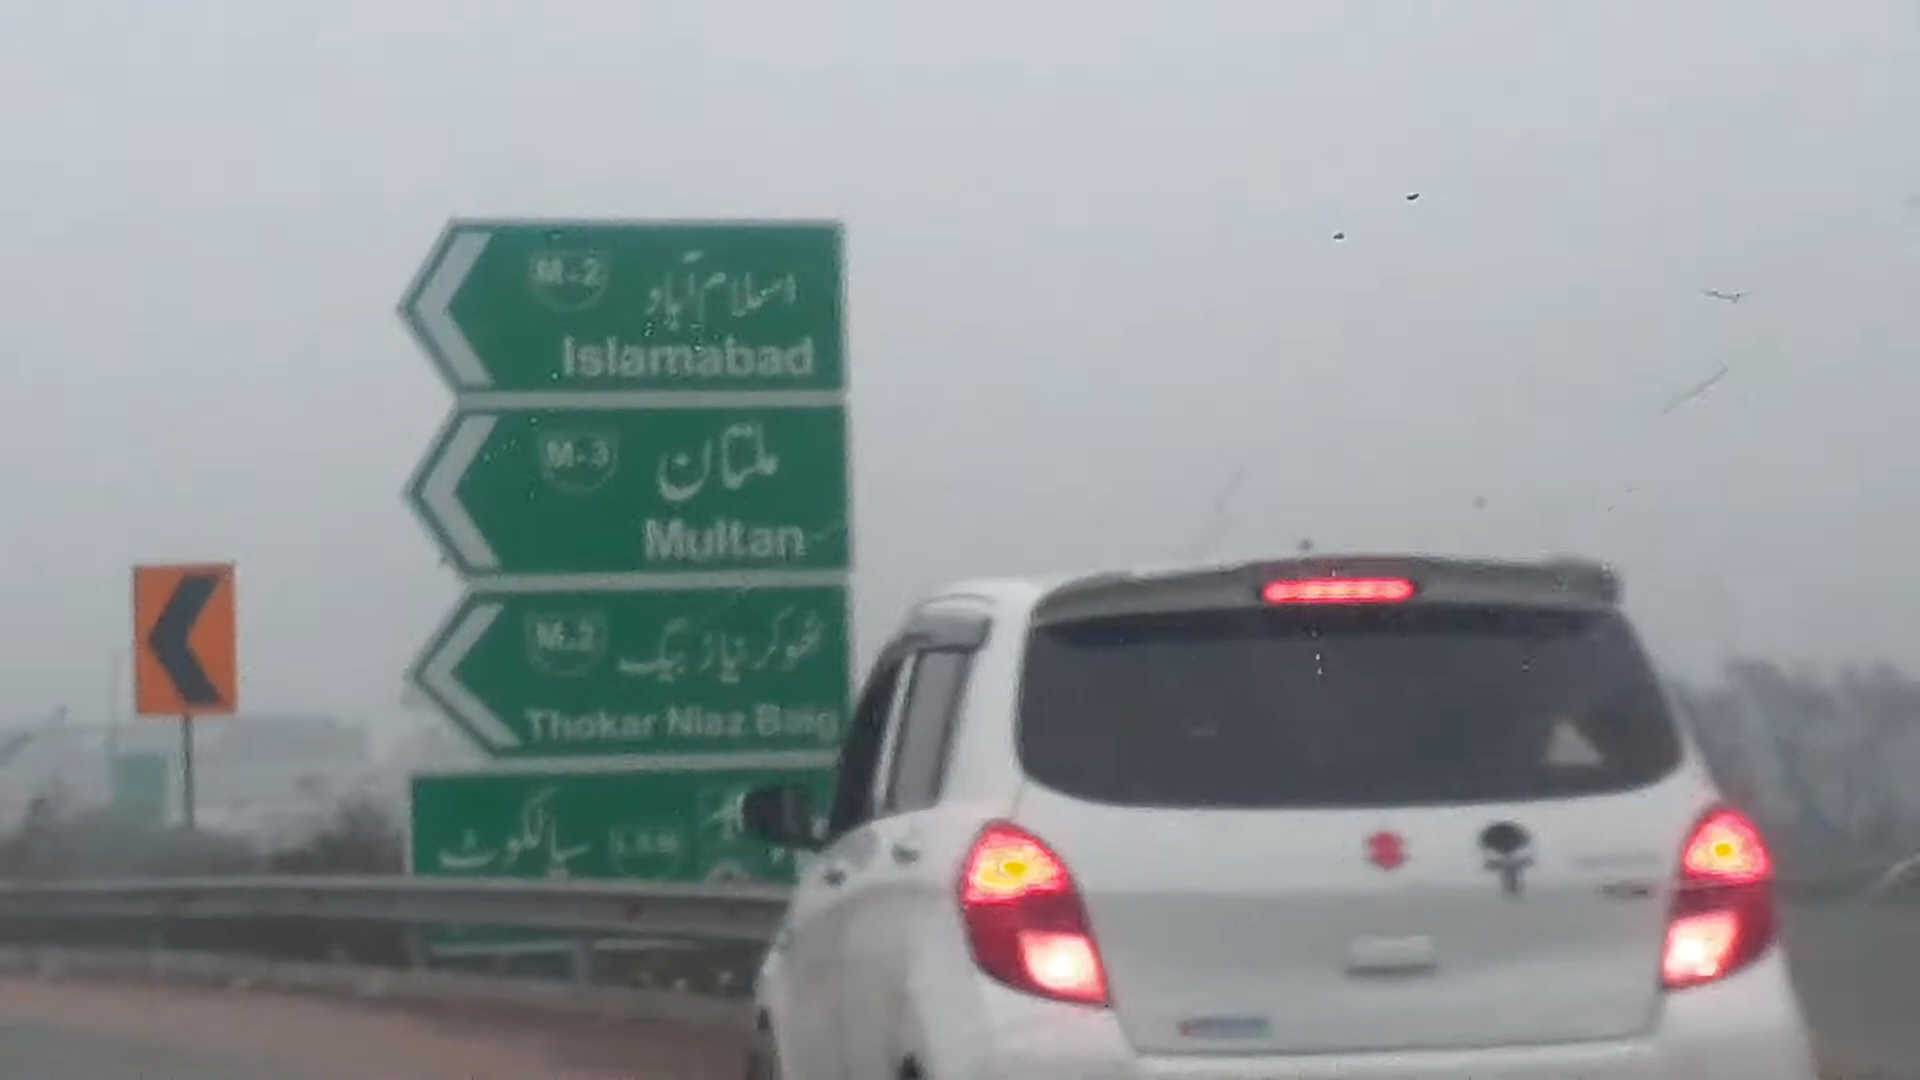 M-2 اسلام آباد
Islamabad
M-3 ملتان
Multan
M-2 ٹھوکر نیاز بیگ
Thokar Niaz Baig
سیالکوٹ